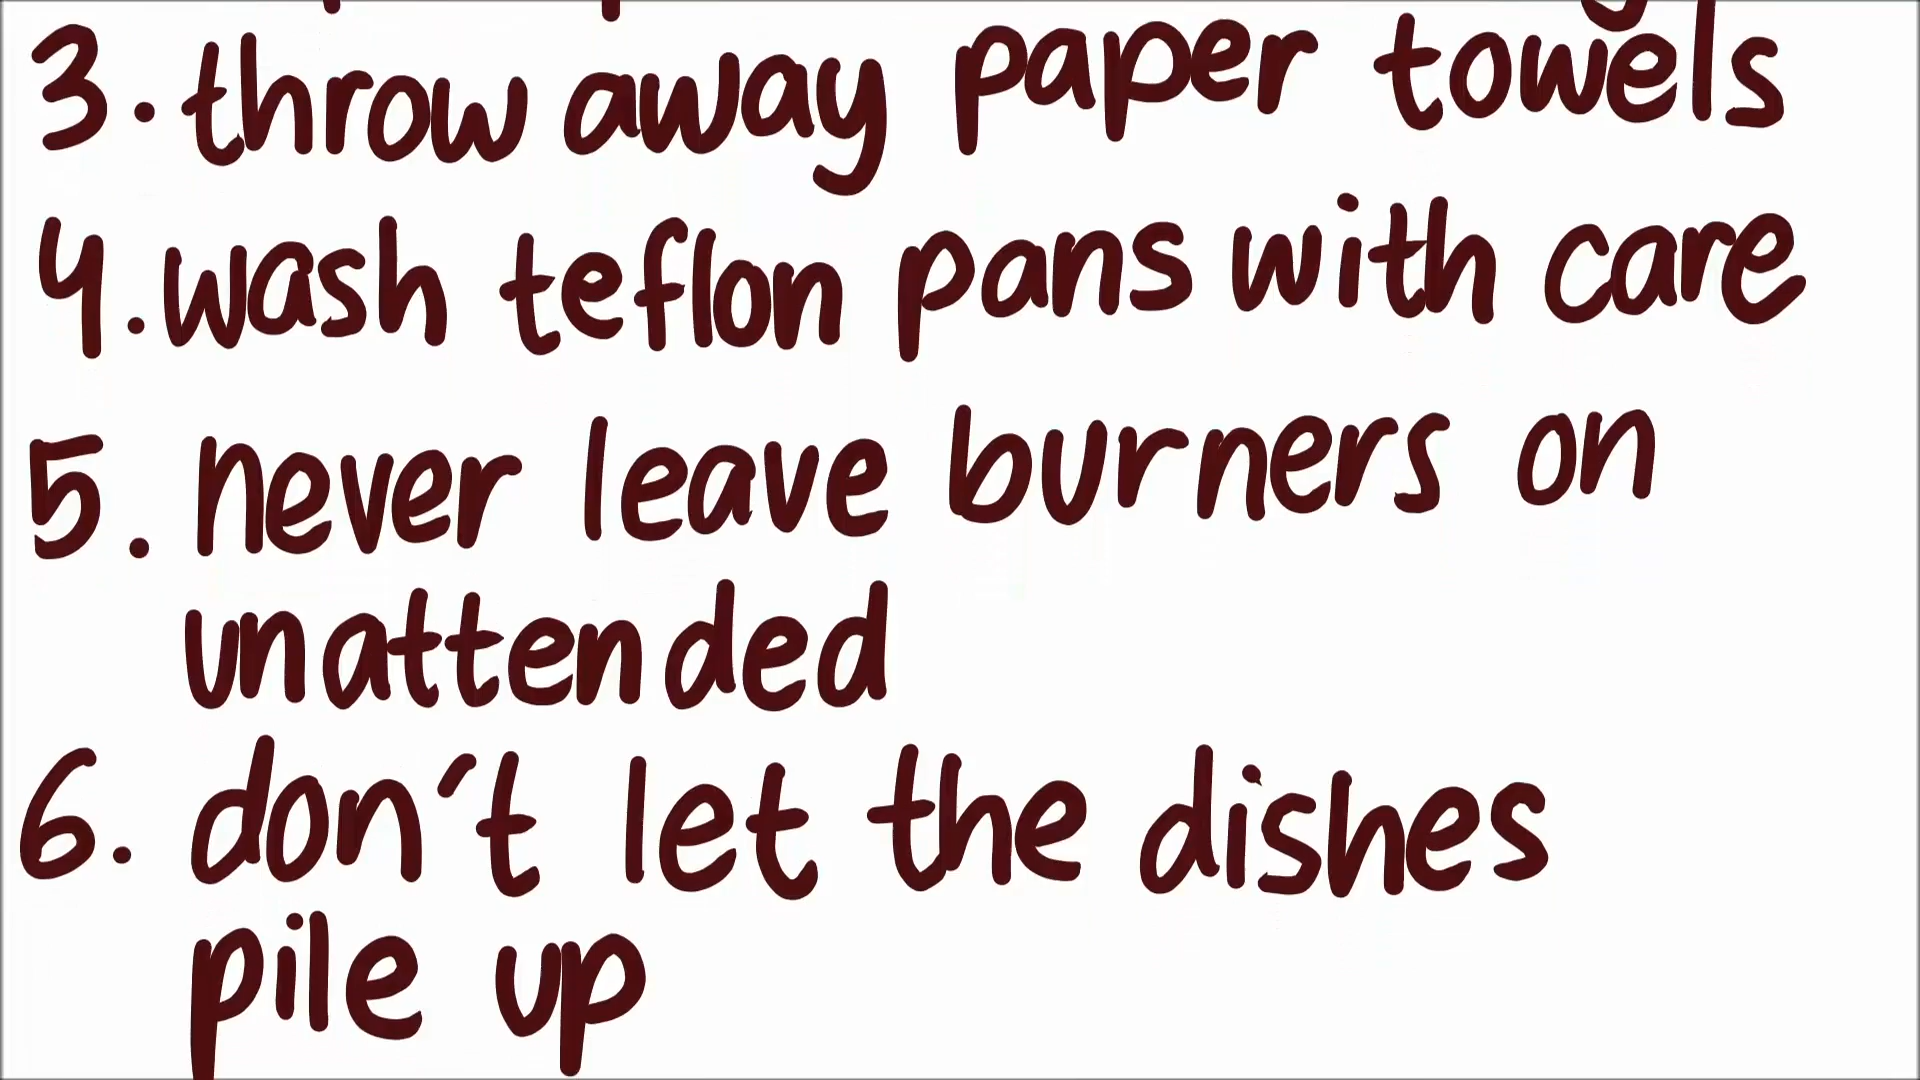 3. throw away paper towels
4. wash teflon pans with care
5. never leave burners on
unattended
6. don't let the dishes
pile up